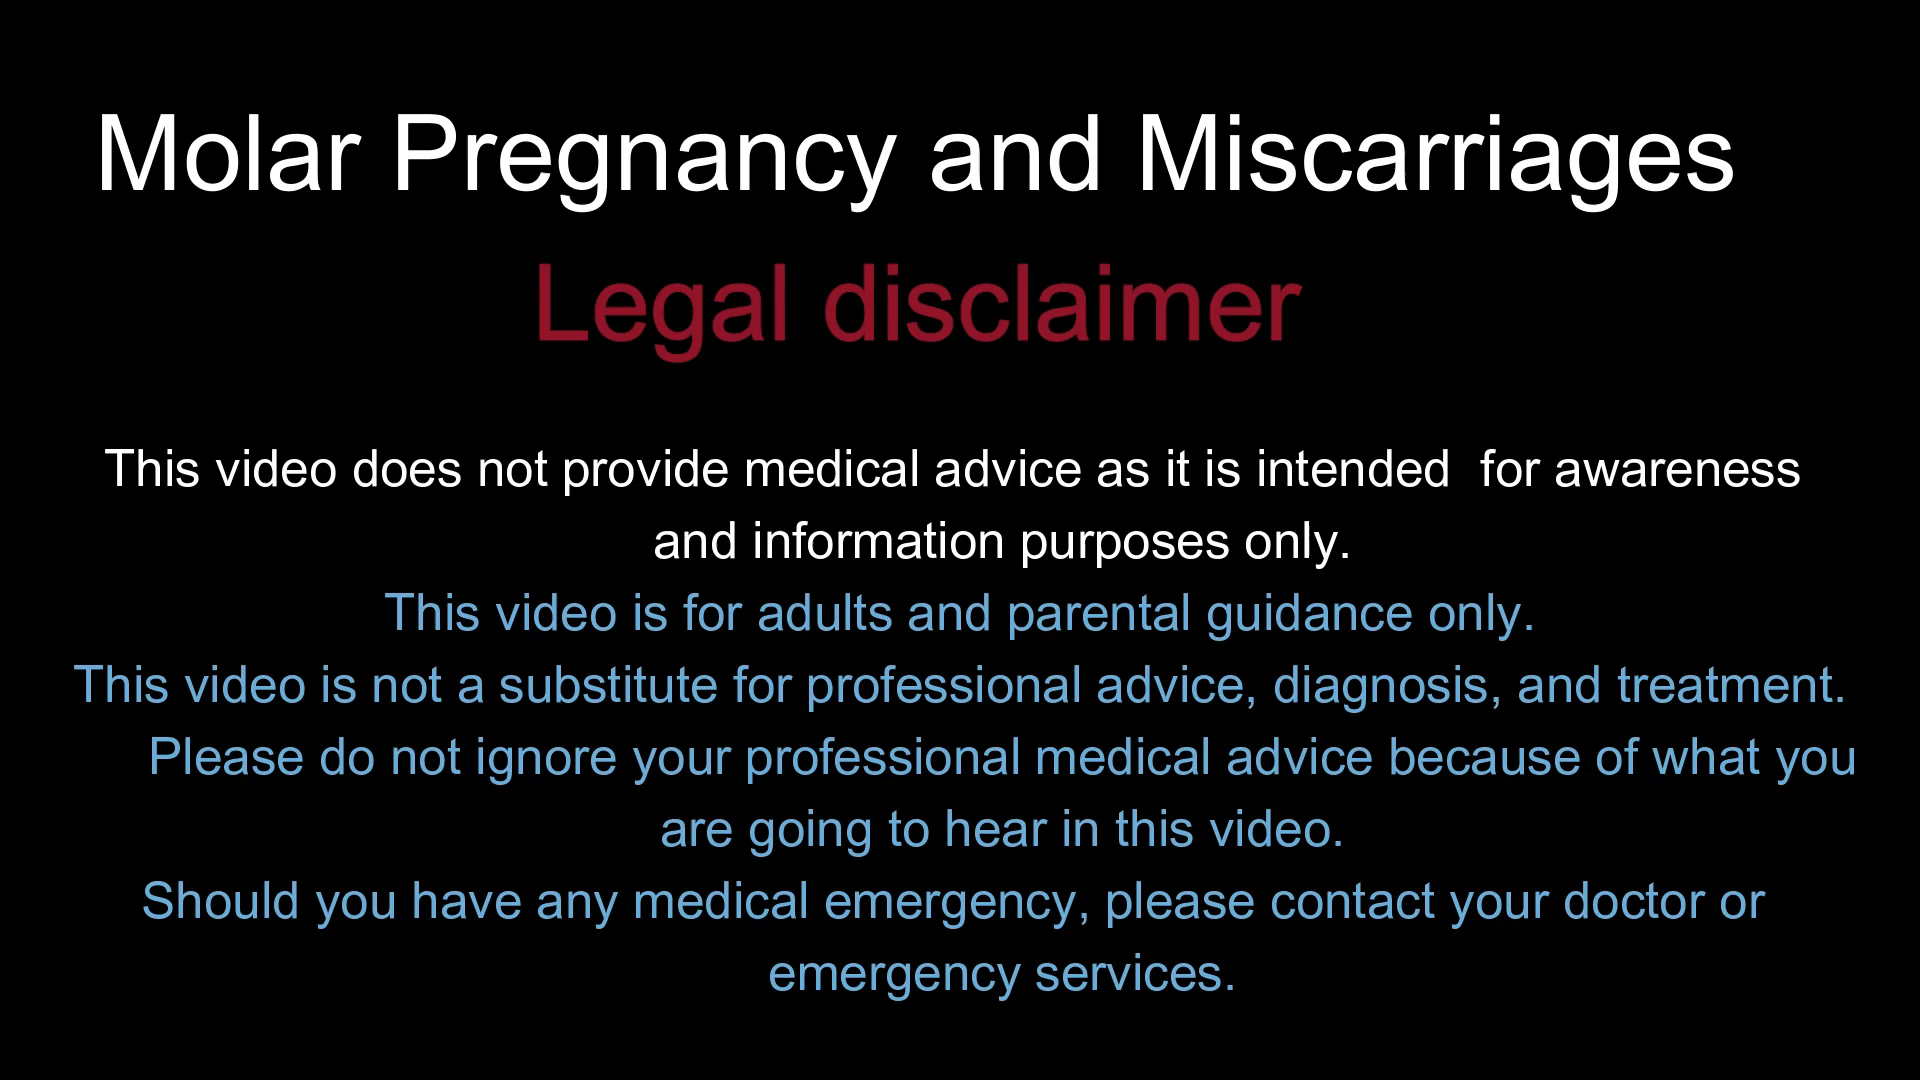 Molar Pregnancy and Miscarriages
Legal disclaimer
This video does not provide medical advice as it is intended  for awareness
and information purposes only.
This video is for adults and parental guidance only.
This video is not a substitute for professional advice, diagnosis, and treatment.
Please do not ignore your professional medical advice because of what you
are going to hear in this video.
Should you have any medical emergency, please contact your doctor or
emergency services.